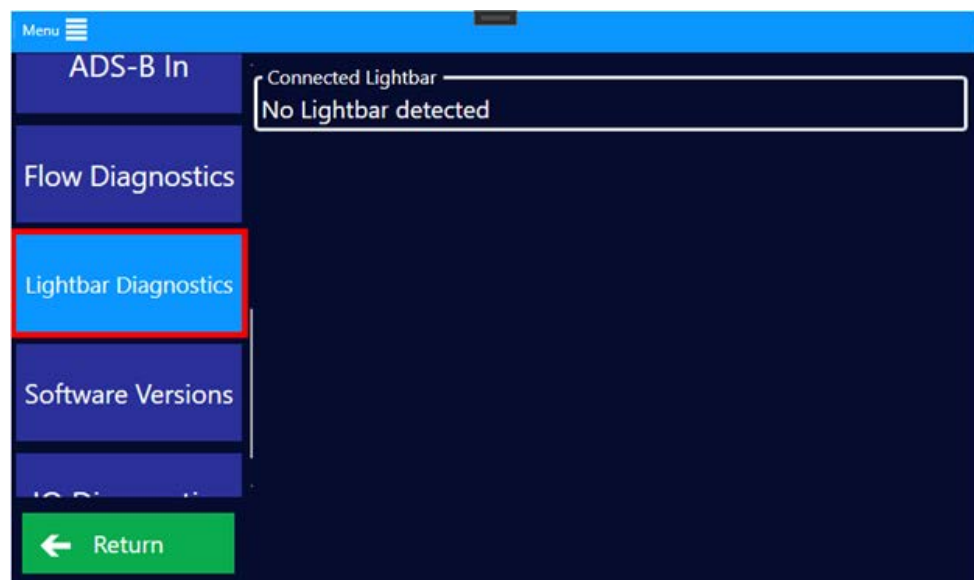 Menu
ADS-B In
Flow Diagnostics
Lightbar Diagnostics
Software Versions
Return
Connected Lightbar
No Lightbar detected